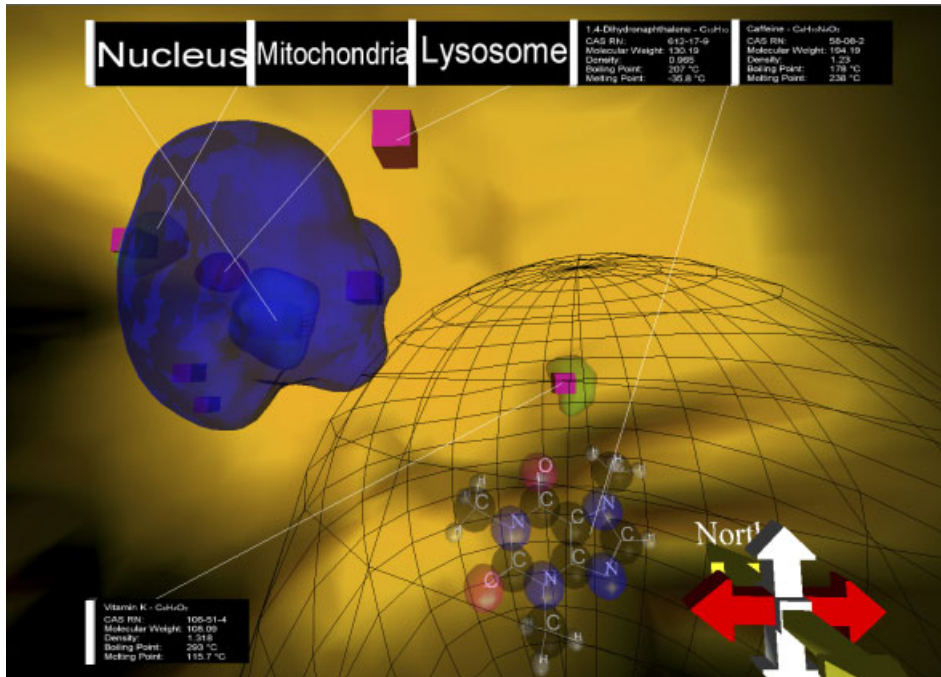 Nucleus
Mitochondria
Lysosome
1,4-Dihydronaphthalene - C₁₀H₁₀
CAS RN: 612-17-9
Molecular Weight: 130.19
Density: 0.965
Boiling Point: 207 °C
Melting Point: -35.8 °C
Caffeine - C₈H₁₀N₄O₂
CAS RN: 58-08-2
Molecular Weight: 194.19
Density: 1.23
Boiling Point: 178 °C
Melting Point: 238 °C
H
H
H
O
H
C
C
N
N
C
C
C
H
C
O
C
N
N
H
C
H
H
North
Vitamin K - C₆H₄O₂
CAS RN: 106-51-4
Molecular Weight: 108.09
Density: 1.318
Boiling Point: 293 °C
Melting Point: 115.7 °C